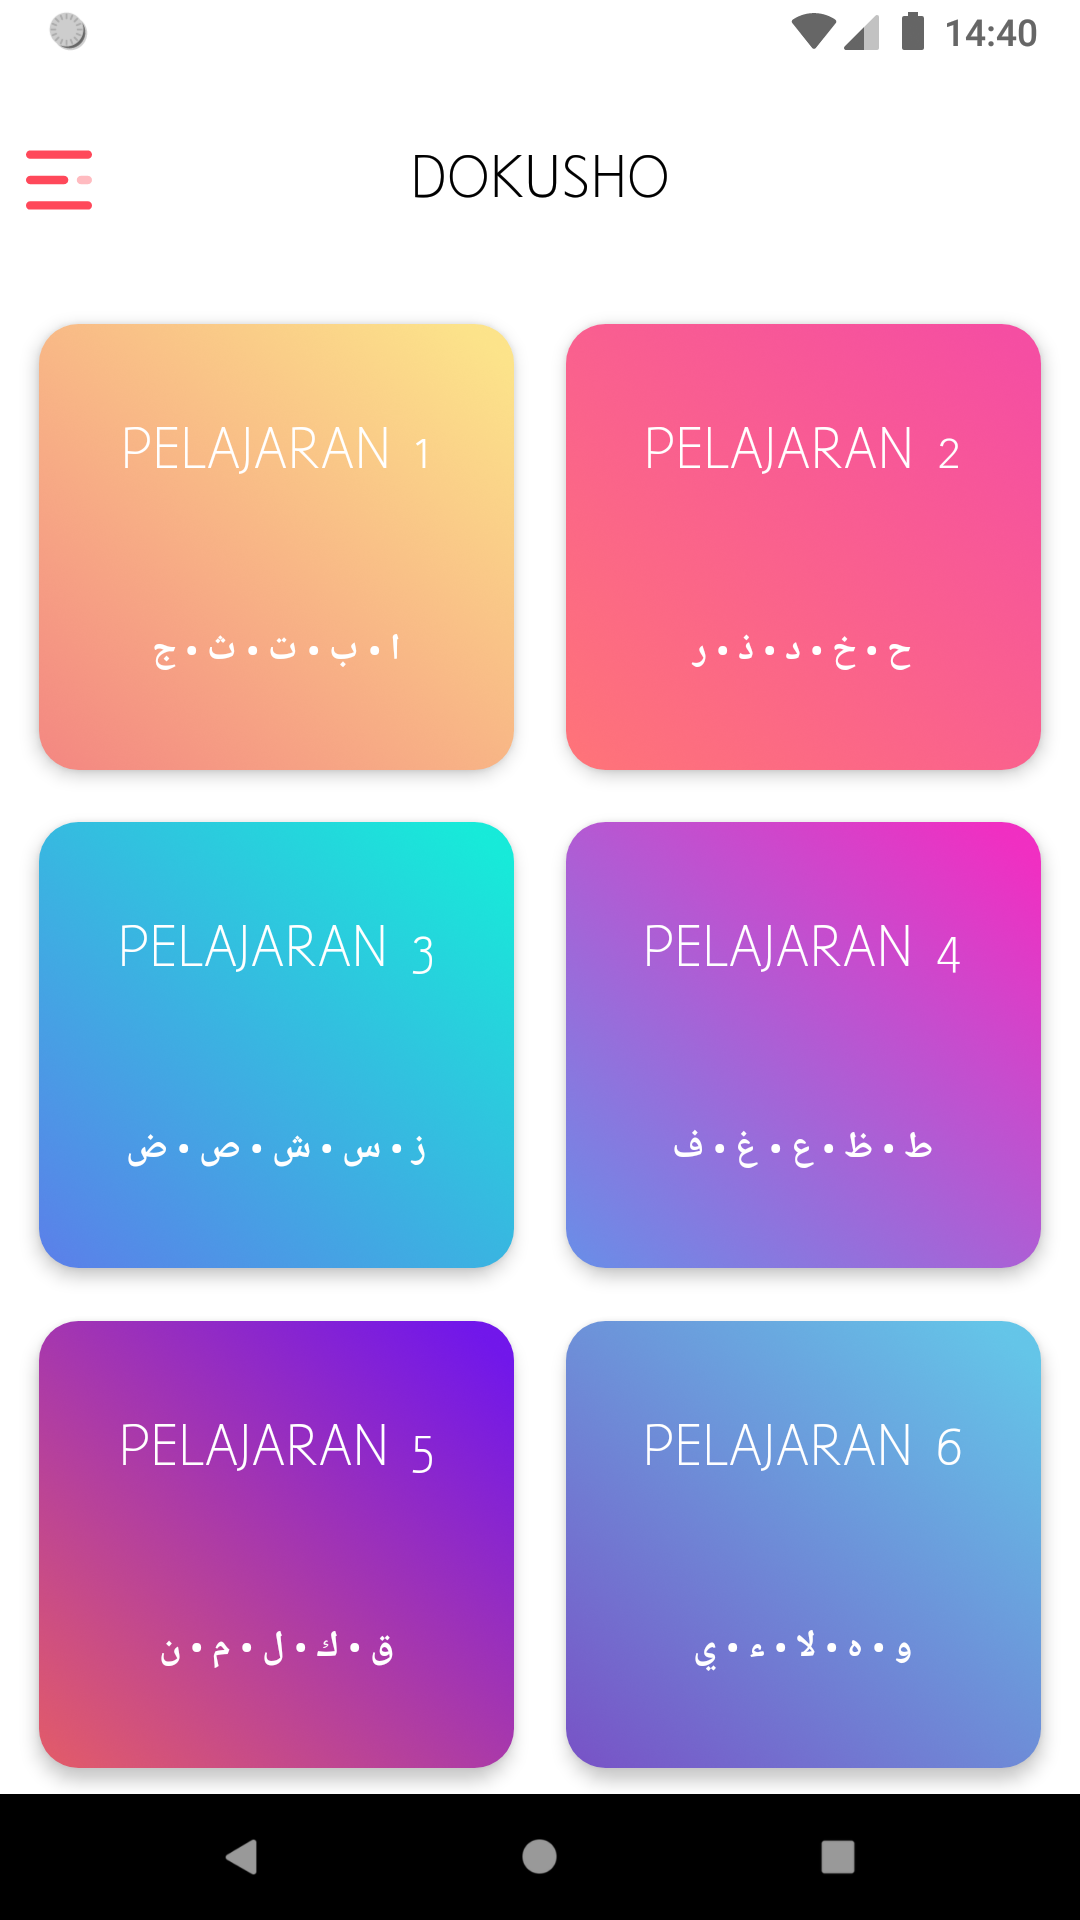 14:40
DOKUSHO
PELAJARAN 1
ا • ب • ت • ث • ج
PELAJARAN 2
ح • خ • د • ذ • ر
PELAJARAN 3
ز • س • ش • ص • ض
PELAJARAN 4
ط • ظ • ع • غ • ف
PELAJARAN 5
ق • ك • ل • م • ن
PELAJARAN 6
و • ه • لا • ء • ي